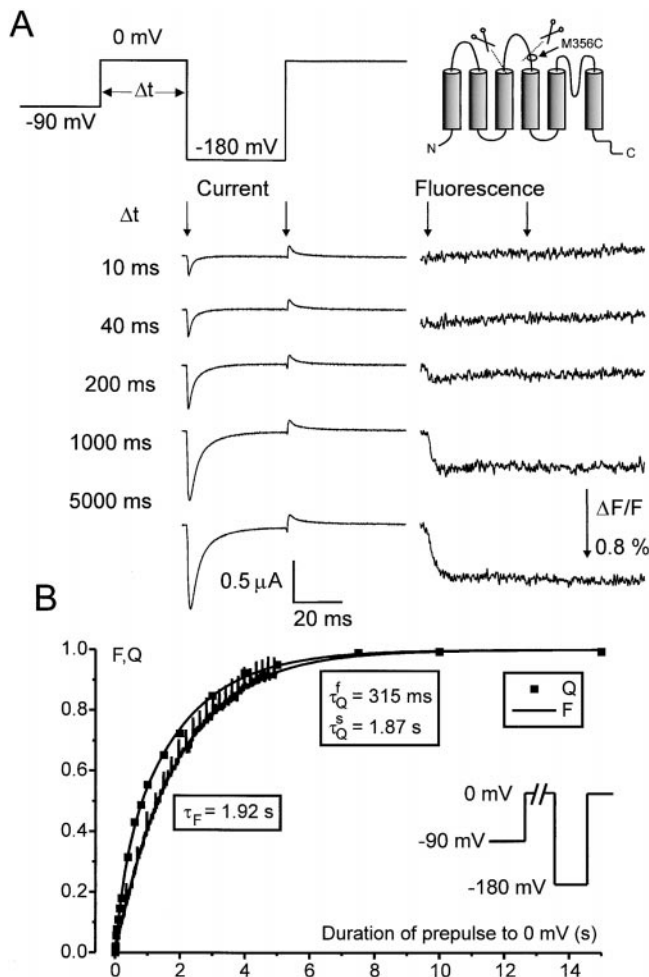 A
0 mV
Δt
-90 mV
-180 mV
M356C
N
C
Current
Fluorescence
Δt
10 ms
40 ms
200 ms
1000 ms
5000 ms
ΔF/F
0.8 %
0.5 μA
20 ms
B
F,Q
1.0
0.8
0.6
0.4
0.2
0.0
τQ^f = 315 ms
τQ^s = 1.87 s
Q
F
τF = 1.92 s
0 mV
-90 mV
-180 mV
Duration of prepulse to 0 mV (s)
0 2 4 6 8 10 12 14